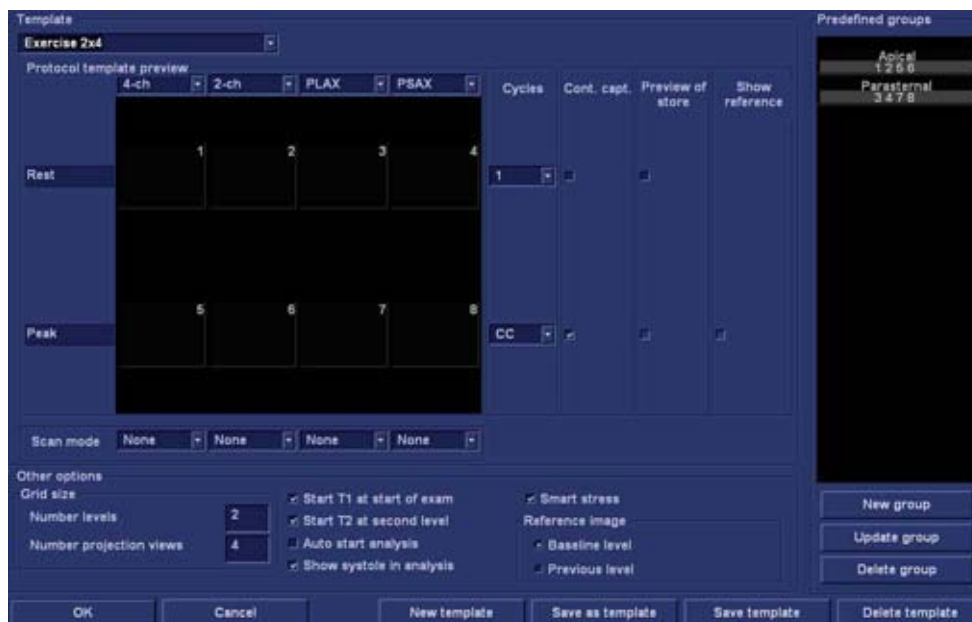 Template
Exercise 2x4
Protocol template preview
4-ch 2-ch PLAX PSAX
Cycles Cont. capt. Preview of store Show reference
1 2 3 4
Rest
1
5 6 7 8
Peak
CC
Scan mode None None None None
Other options
Grid size
Number levels 2
Number projection views 4
Start T1 at start of exam
Start T2 at second level
Auto start analysis
Show systole in analysis
Smart stress
Reference image
Baseline level
Previous level
Predefined groups
Apical
1 2 5 6
Parasternal
3 4 7 8
New group
Update group
Delete group
OK Cancel New template Save as template Save template Delete template